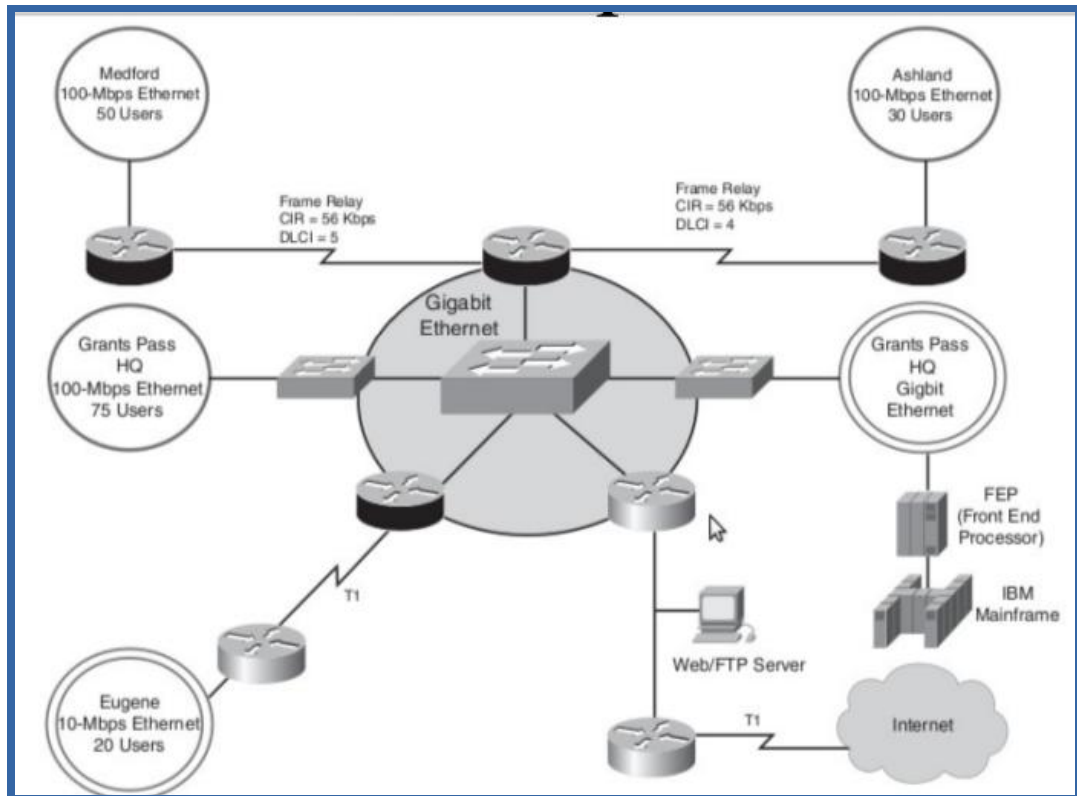 Medford
100-Mbps Ethernet
50 Users
Ashland
100-Mbps Ethernet
30 Users
Frame Relay
CIR = 56 Kbps
DLCI = 5
Frame Relay
CIR = 56 Kbps
DLCI = 4
Gigabit
Ethernet
Grants Pass
HQ
100-Mbps Ethernet
75 Users
Grants Pass
HQ
Gigbit
Ethernet
FEP
(Front End
Processor)
IBM
Mainframe
T1
Web/FTP Server
Eugene
10-Mbps Ethernet
20 Users
T1
Internet